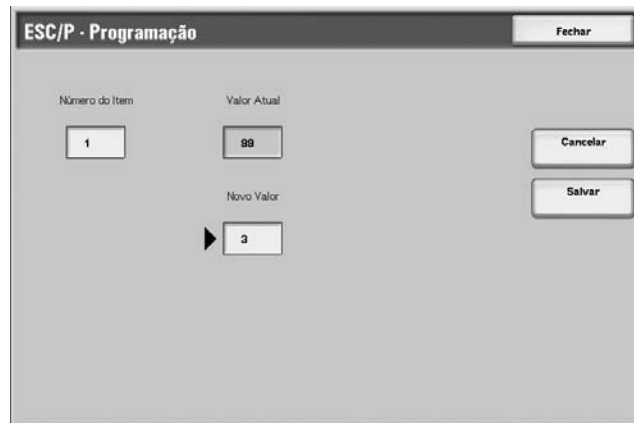 ESC/P - Programação
Fechar
Número do Item
Valor Atual
1
99
Cancelar
Novo Valor
Salvar
3